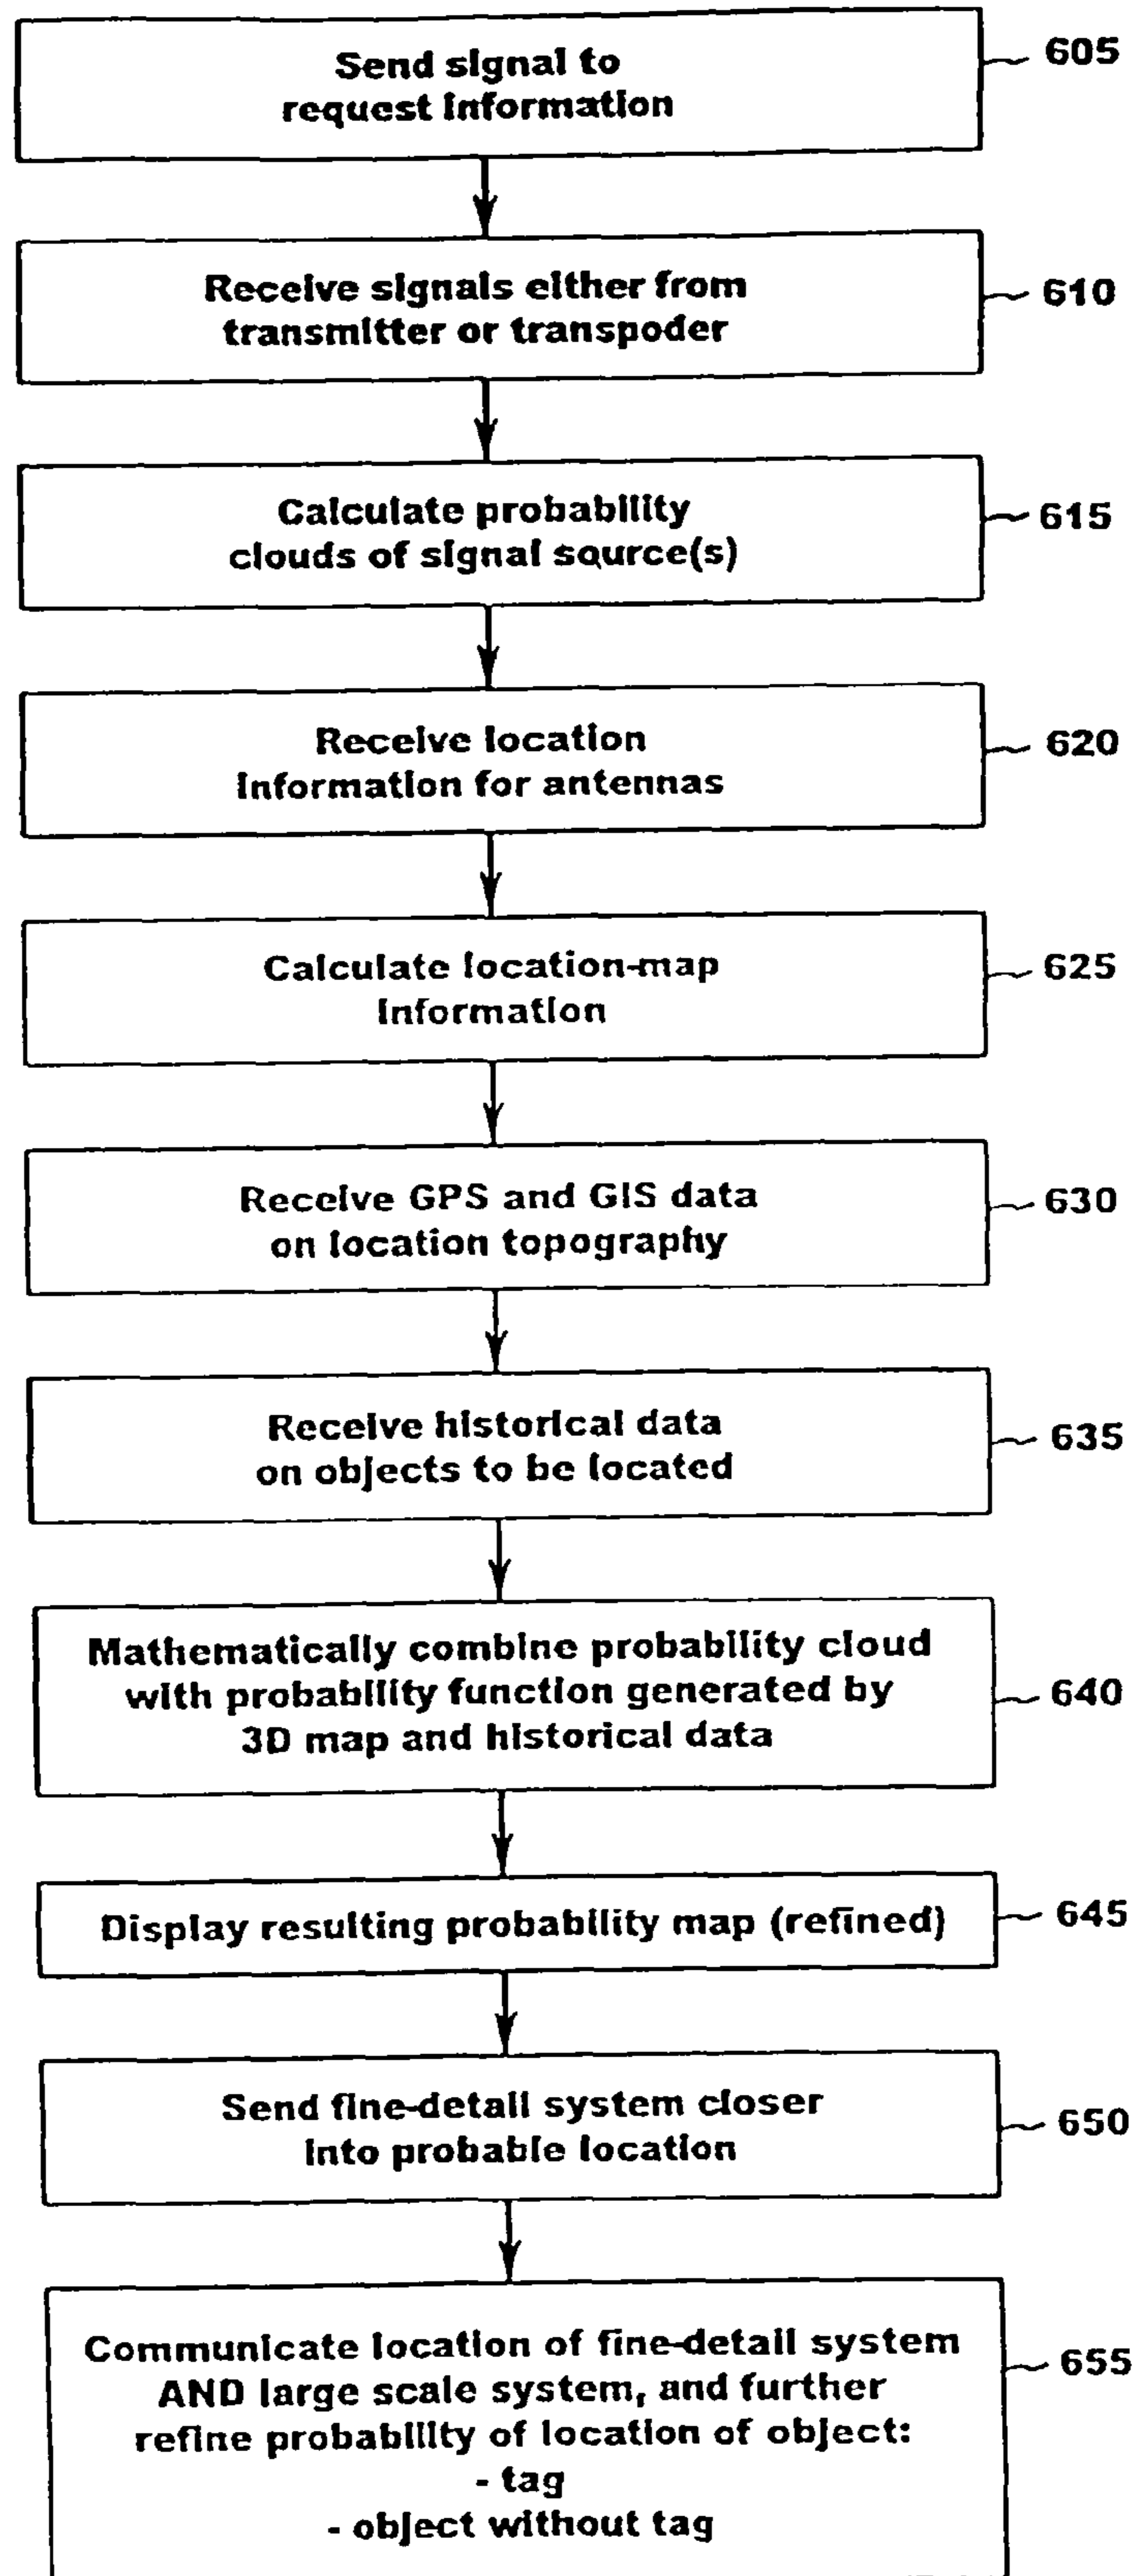 Send signal to
request information
605
Receive signals either from
transmitter or transpoder
610
Calculate probability
clouds of signal source(s)
615
Receive location
information for antennas
620
Calculate location-map
information
625
Receive GPS and GIS data
on location topography
630
Receive historical data
on objects to be located
635
Mathematically combine probability cloud
with probability function generated by
3D map and historical data
640
Display resulting probability map (refined)
645
Send fine-detail system closer
into probable location
650
Communicate location of fine-detail system
AND large scale system, and further
refine probability of location of object:
- tag
- object without tag
655